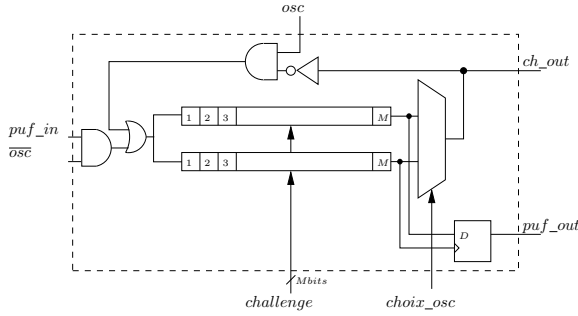 osc
ch_out
1 2 3 M
puf_in
osc
1 2 3 M
D
puf_out
Mbits
challenge
choix_osc